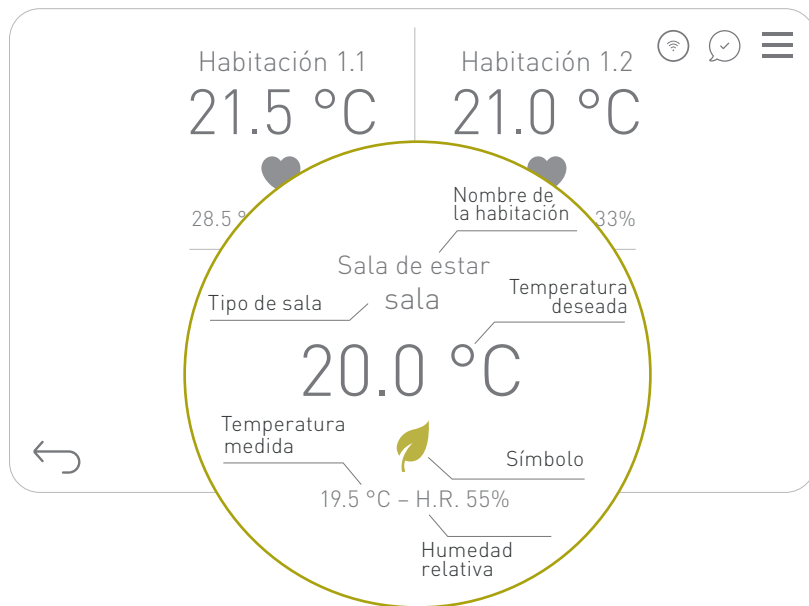 Habitación 1.1
21.5 °C
Habitación 1.2
21.0 °C
28.5 °
33%
Nombre de
la habitación
Sala de estar
sala
Tipo de sala
Temperatura
deseada
20.0 °C
Temperatura
medida
Símbolo
19.5 °C – H.R. 55%
Humedad
relativa